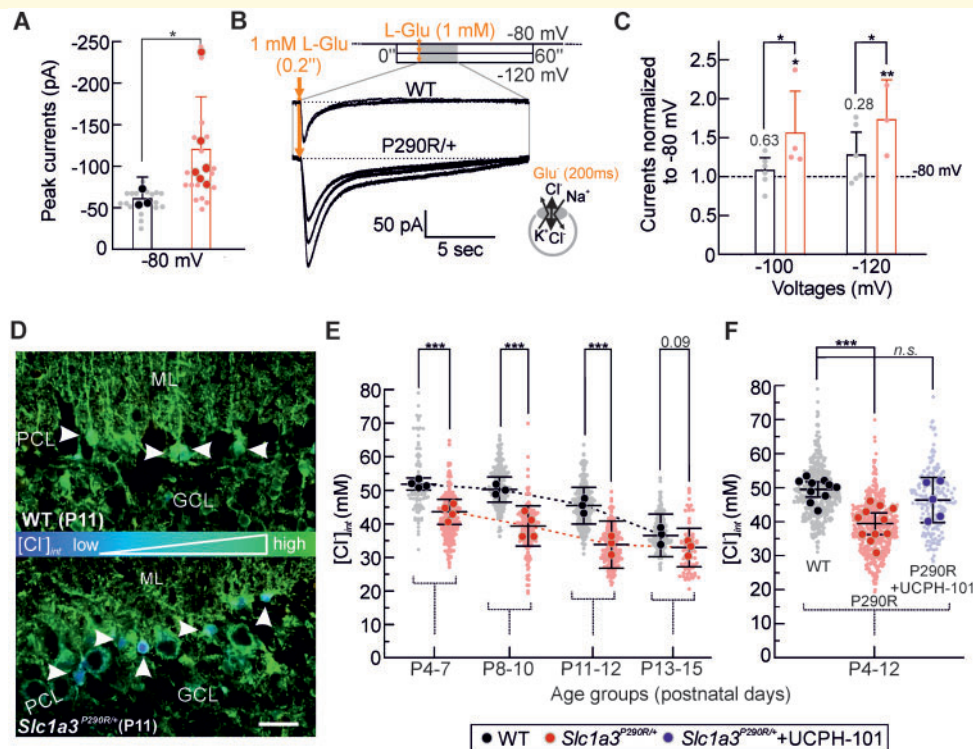 A
Peak currents (pA)
-250
-200
-150
-100
-50
0
*
-80 mV
B
1 mM L-Glu
(0.2″)
L-Glu (1 mM)
-80 mV
0″
60″
-120 mV
WT
P290R/+
50 pA
5 sec
Glu⁻ (200ms)
Cl⁻
Na⁺
K⁺
Cl⁻
C
Currents normalized
to -80 mV
2.5
2.0
1.5
1.0
0.5
0.0
*
*
*
**
0.63
0.28
-80 mV
-100
-120
Voltages (mV)
D
ML
PCL
GCL
WT (P11)
[Cl⁻]int low
high
ML
PCL
GCL
Slc1a3P290R/+(P11)
E
[Cl⁻]int (mM)
80
70
60
50
40
30
20
10
0
***
***
***
0.09
P4-7
P8-10
P11-12
P13-15
Age groups (postnatal days)
F
[Cl⁻]int (mM)
80
70
60
50
40
30
20
10
0
***
n.s.
WT
P290R
P290R
+UCPH-101
P4-12
WT
Slc1a3P290R/+
Slc1a3P290R/++UCPH-101